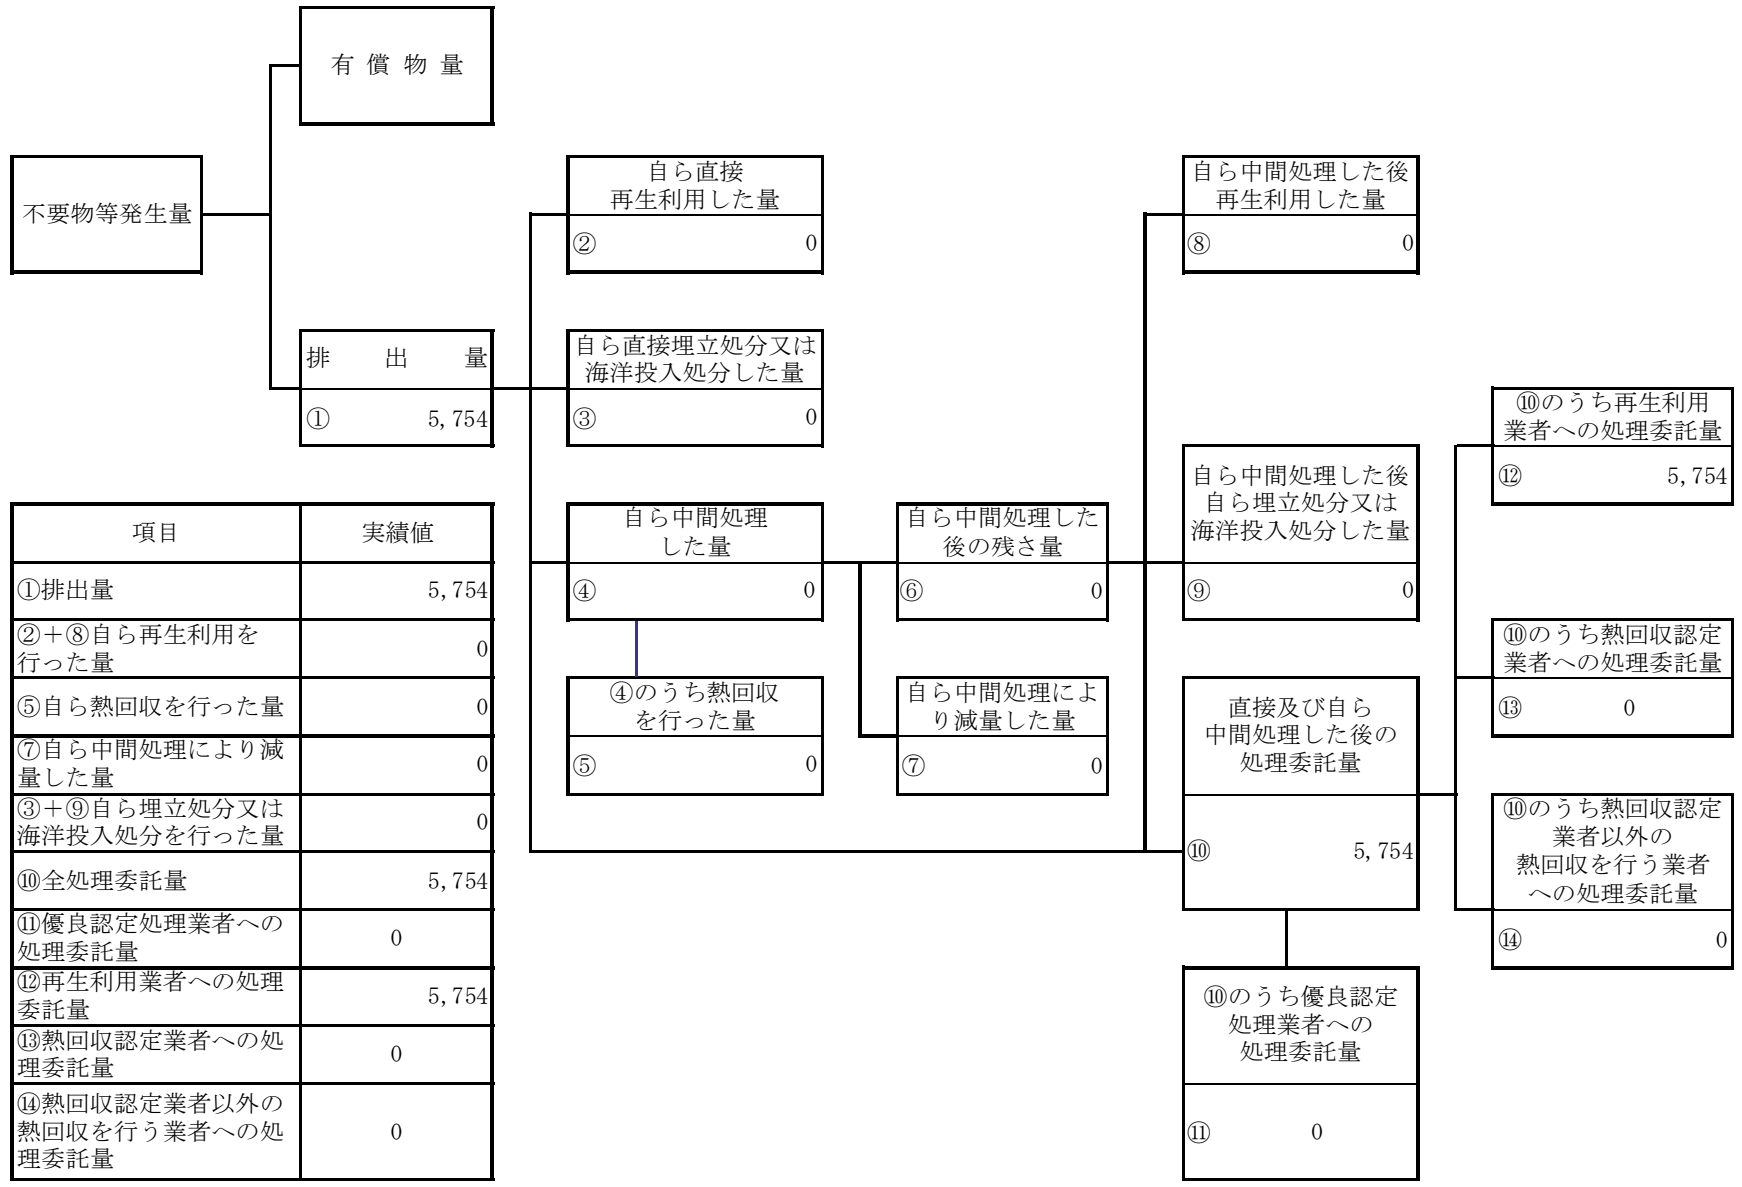 有 償 物 量
不要物等発生量
自ら直接
再生利用した量
② 0
自ら中間処理した後
再生利用した量
⑧ 0
排 出 量
① 5,754
自ら直接埋立処分又は
海洋投入処分した量
③ 0
⑩のうち再生利用
業者への処理委託量
⑫ 5,754
自ら中間処理した後
自ら埋立処分又は
海洋投入処分した量
⑨ 0
自ら中間処理
した量
④ 0
自ら中間処理した
後の残さ量
⑥ 0
⑩のうち熱回収認定
業者への処理委託量
⑬ 0
④のうち熱回収
を行った量
⑤ 0
自ら中間処理によ
り減量した量
⑦ 0
直接及び自ら
中間処理した後の
処理委託量
⑩ 5,754
⑩のうち熱回収認定
業者以外の
熱回収を行う業者
への処理委託量
⑭ 0
⑩のうち優良認定
処理業者への
処理委託量
⑪ 0
項目 実績値
①排出量 5,754
②＋⑧自ら再生利用を
行った量 0
⑤自ら熱回収を行った量 0
⑦自ら中間処理により減
量した量 0
③＋⑨自ら埋立処分又は
海洋投入処分を行った量 0
⑩全処理委託量 5,754
⑪優良認定処理業者への
処理委託量 0
⑫再生利用業者への処理
委託量 5,754
⑬熱回収認定業者への処
理委託量 0
⑭熱回収認定業者以外の
熱回収を行う業者への処
理委託量 0